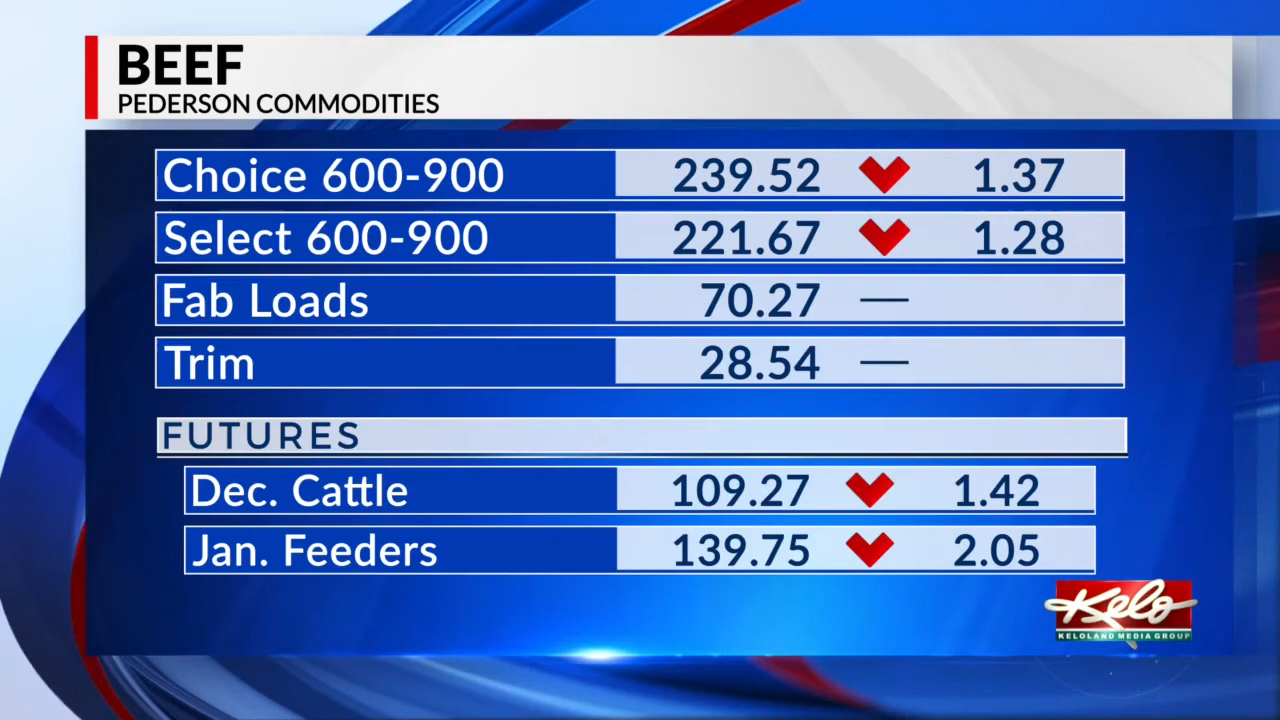 BEEF
PEDERSON COMMODITIES
Choice 600-900 239.52 1.37
Select 600-900 221.67 1.28
Fab Loads 70.27 —
Trim 28.54 —
FUTURES
Dec. Cattle 109.27 1.42
Jan. Feeders 139.75 2.05
Kelo
KELOLAND MEDIA GROUP